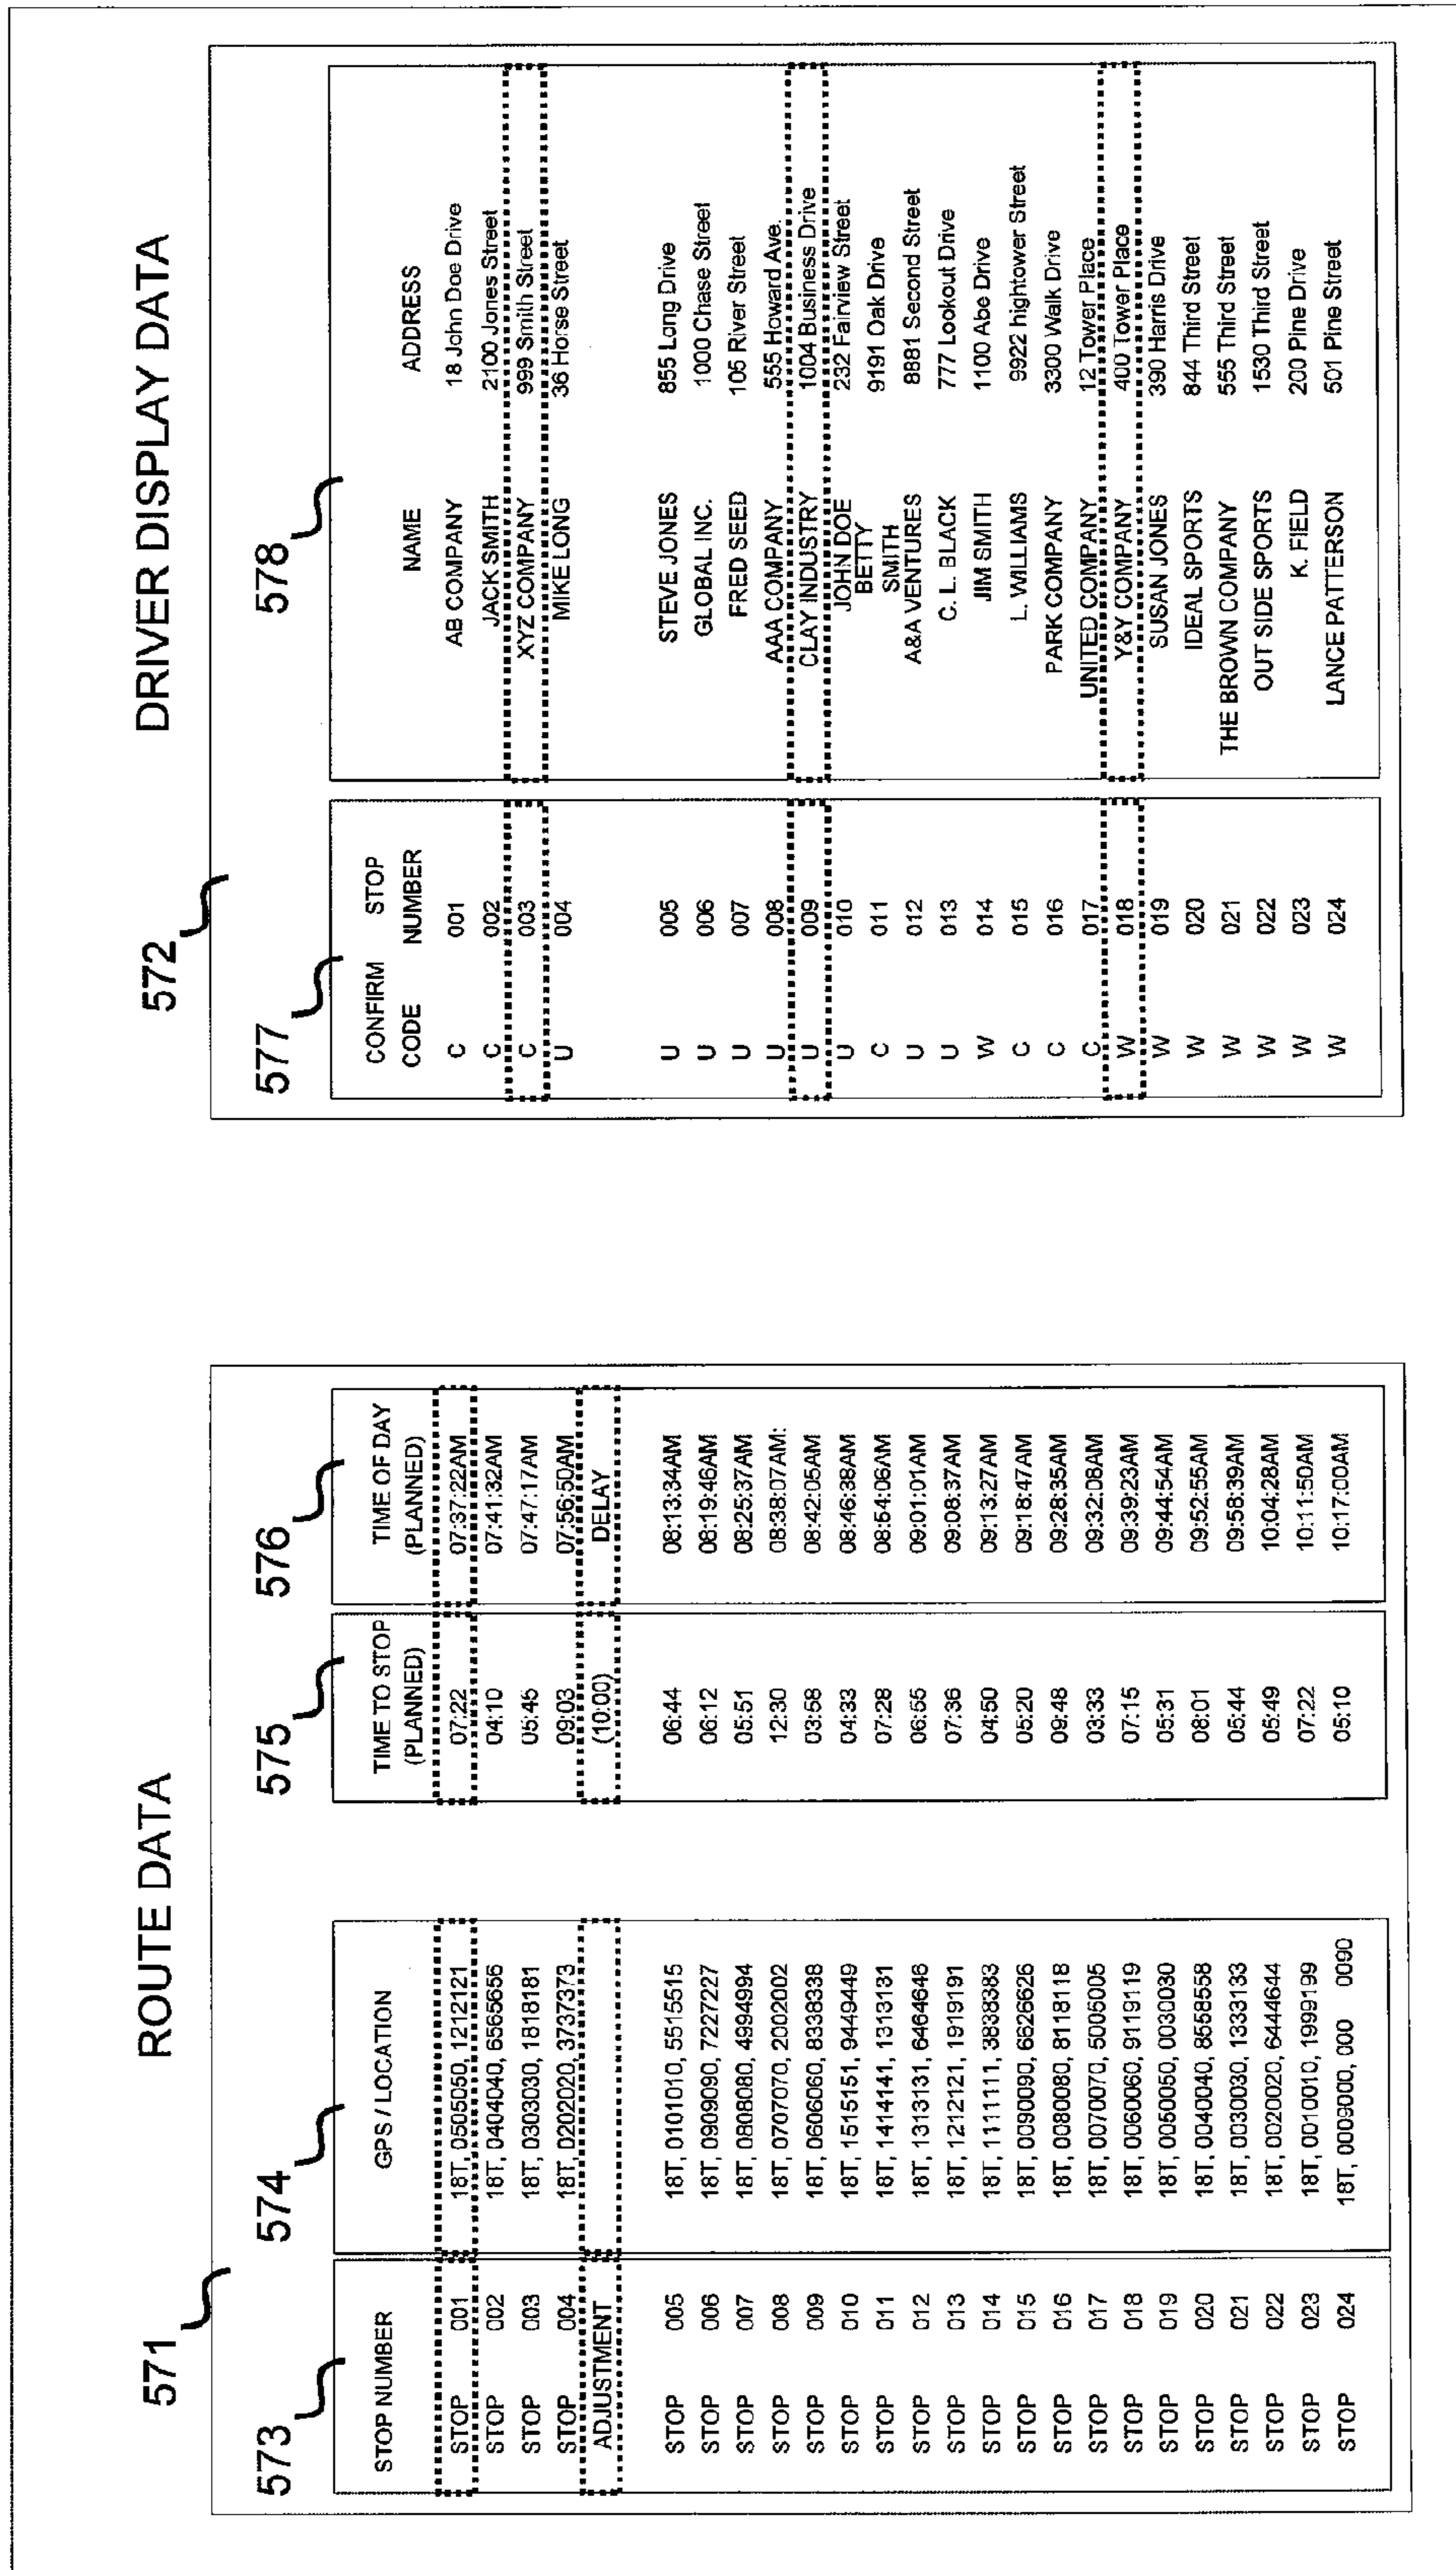 ROUTE DATA
571
573
574
575
576
STOP NUMBER GPS / LOCATION TIME TO STOP (PLANNED) TIME OF DAY (PLANNED)
STOP 001 18T, 0505050, 1212121 07:22 07:37:22AM
STOP 002 18T, 0404040, 6565656 04:10 07:41:32AM
STOP 003 18T, 0303030, 1818181 05:45 07:47:17AM
STOP 004 18T, 0202020, 3737373 09:03 07:56:50AM
ADJUSTMENT (10:00) DELAY
STOP 005 18T, 0101010, 5515515 06:44 08:13:34AM
STOP 006 18T, 0909090, 7227227 06:12 08:19:46AM
STOP 007 18T, 0808080, 4994994 05:51 08:25:37AM
STOP 008 18T, 0707070, 2002002 12:30 08:38:07AM:
STOP 009 18T, 0606060, 8338338 03:58 08:42:05AM
STOP 010 18T, 1515151, 9449449 04:33 08:46:38AM
STOP 011 18T, 1414141, 1313131 07:28 08:54:06AM
STOP 012 18T, 1313131, 6464646 06:55 09:01:01AM
STOP 013 18T, 1212121, 1919191 07:36 09:08:37AM
STOP 014 18T, 1111111, 3838383 04:50 09:13:27AM
STOP 015 18T, 0090090, 6626626 05:20 09:18:47AM
STOP 016 18T, 0080080, 8118118 09:48 09:28:35AM
STOP 017 18T, 0070070, 5005005 03:33 09:32:08AM
STOP 018 18T, 0060060, 9119119 07:15 09:39:23AM
STOP 019 18T, 0050050, 0030030 05:31 09:44:54AM
STOP 020 18T, 0040040, 8558558 08:01 09:52:55AM
STOP 021 18T, 0030030, 1333133 05:44 09:58:39AM
STOP 022 18T, 0020020, 6444644 05:49 10:04:28AM
STOP 023 18T, 0010010, 1999199 07:22 10:11:50AM
STOP 024 18T, 0009000, 000 0090 05:10 10:17:00AM
DRIVER DISPLAY DATA
572
577
578
CONFIRM CODE STOP NUMBER NAME ADDRESS
C 001 AB COMPANY 18 John Doe Drive
C 002 JACK SMITH 2100 Jones Street
C 003 XYZ COMPANY 999 Smith Street
U 004 MIKE LONG 36 Horse Street
U 005 STEVE JONES 855 Long Drive
U 006 GLOBAL INC. 1000 Chase Street
U 007 FRED SEED 105 River Street
U 008 AAA COMPANY 555 Howard Ave.
U 009 CLAY INDUSTRY 1004 Business Drive
U 010 JOHN DOE 232 Fairview Street
C 011 BETTY SMITH 9191 Oak Drive
U 012 A&A VENTURES 8881 Second Street
U 013 C. L. BLACK 777 Lookout Drive
W 014 JIM SMITH 1100 Abe Drive
C 015 L. WILLIAMS 9922 hightower Street
C 016 PARK COMPANY 3300 Walk Drive
C 017 UNITED COMPANY 12 Tower Place
W 018 Y&Y COMPANY 400 Tower Place
W 019 SUSAN JONES 390 Harris Drive
W 020 IDEAL SPORTS 844 Third Street
W 021 THE BROWN COMPANY 555 Third Street
W 022 OUT SIDE SPORTS 1530 Third Street
W 023 K. FIELD 200 Pine Drive
W 024 LANCE PATTERSON 501 Pine Street